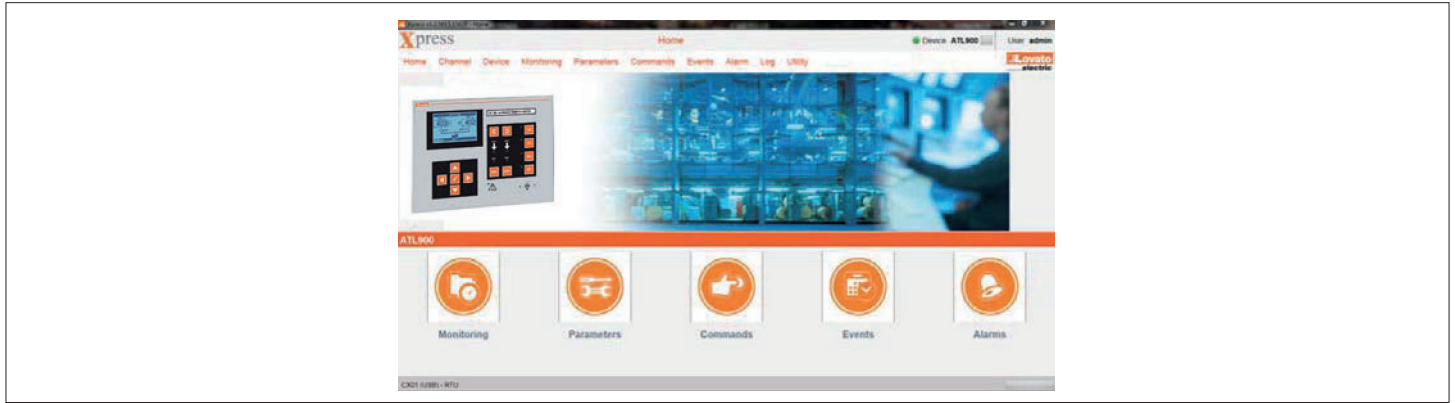 Xpress
Home
Device ATL900
User admin
Home Channel Device Monitoring Parameters Commands Events Alarm Log Utility
Lovato
electric
ATL900
Monitoring Parameters Commands Events Alarms
CX01 (USB) - RTU